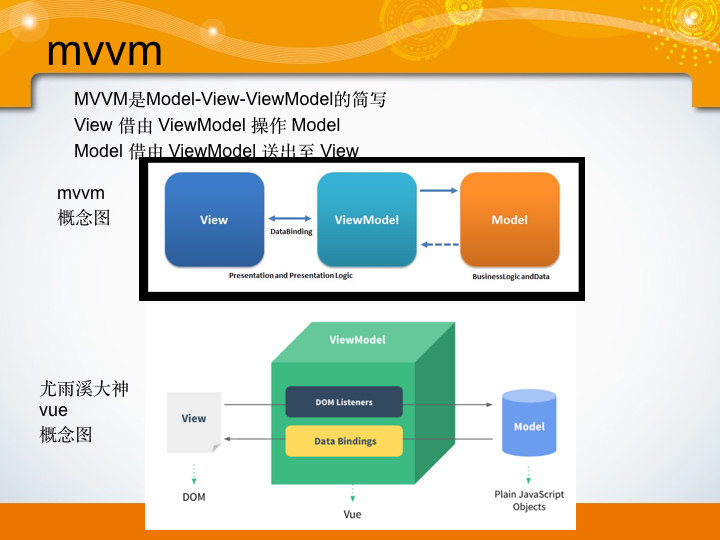 mvvm
MVVM是Model-View-ViewModel的简写
View 借由 ViewModel 操作 Model
Model 借由 ViewModel 送出至 View
mvvm
概念图
View
DataBinding
ViewModel
Model
Presentation and Presentation Logic
BusinessLogic andData
尤雨溪大神
vue
概念图
ViewModel
View
DOM Listeners
Data Bindings
Model
DOM
Vue
Plain JavaScript
Objects